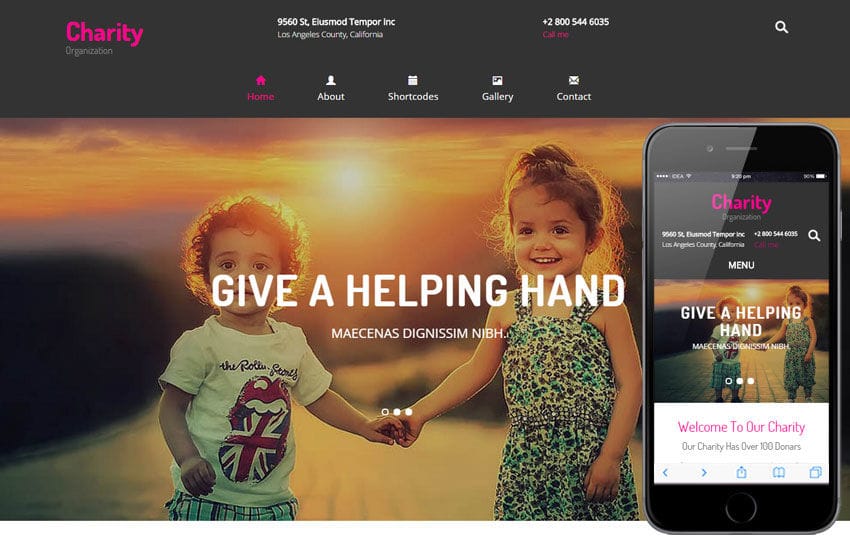 Charity
Organization
9560 St, Eiusmod Tempor Inc
Los Angeles County, California
+2 800 544 6035
Call me
Home
About
Shortcodes
Gallery
Contact
GIVE A HELPING HAND
MAECENAS DIGNISSIM NIBH..
the Rolling Stones
IDEA
9:20 pm
90%
Charity
Organization
9560 St, Eiusmod Tempor Inc
Los Angeles County, California
+2 800 544 6035
Call me
MENU
GIVE A HELPING
HAND
MAECENAS DIGNISSIM NIBH..
Welcome To Our Charity
Our Charity Has Over 100 Donars